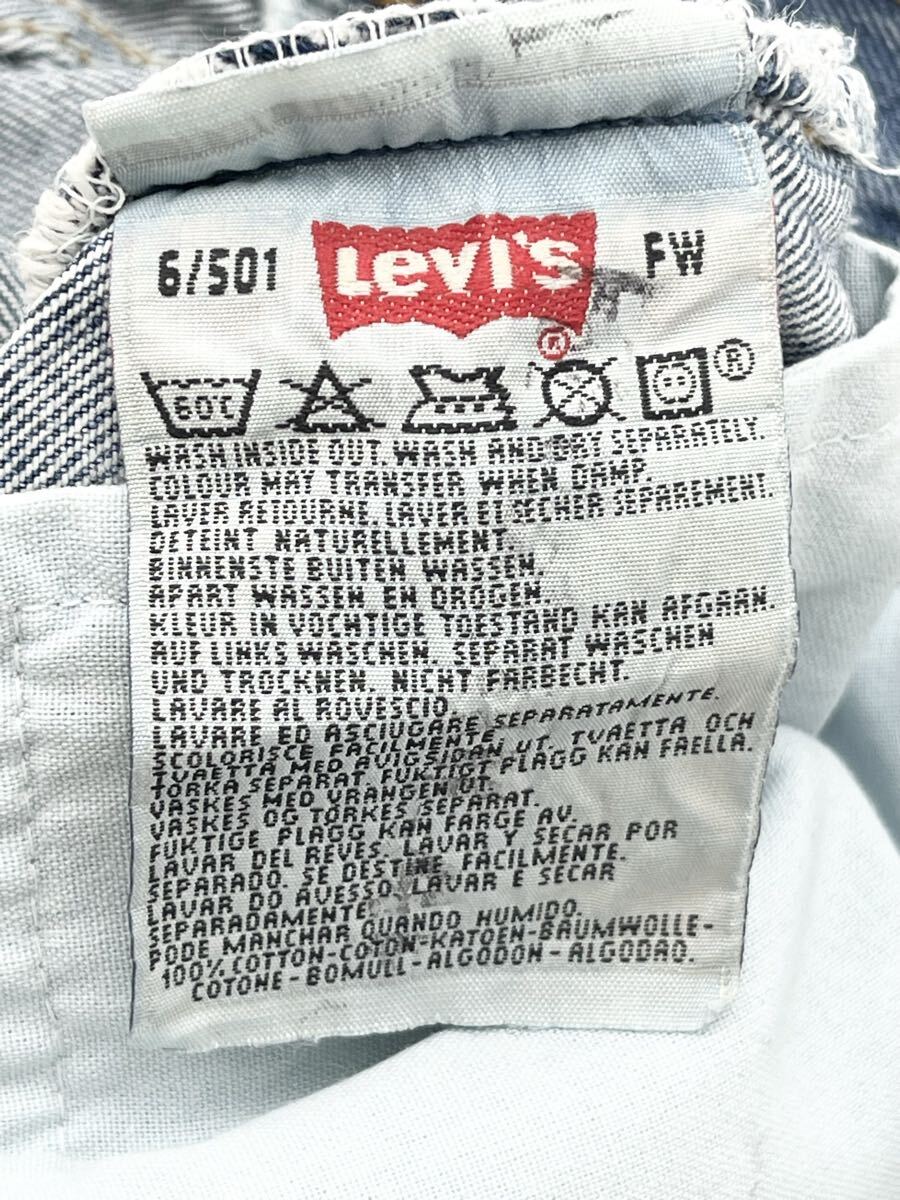 6/501 Levi's FW
®
60°C ®
WASH INSIDE OUT. WASH AND DRY SEPARATELY.
COLOUR MAY TRANSFER WHEN DAMP.
LAVER RETOURNE. LAVER ET SECHER SEPAREMENT.
DETEINT NATURELLEMENT.
BINNENSTE BUITEN WASSEN.
APART WASSEN EN DROGEN.
KLEUR IN VOCHTIGE TOESTAND KAN AFGAAN.
AUF LINKS WASCHEN. SEPARAT WASCHEN
UND TROCKNEN. NICHT FARBECHT.
LAVARE AL ROVESCIO.
LAVARE ED ASCIUGARE SEPARATAMENTE.
SCOLORISCE FACILMENTE.
TVAETTA MED AVIGSIDAN UT. TVAETTA OCH
TORKA SEPARAT. FUKTIGT PLAGG KAN FAELLA.
VASKES MED VRANGEN UT.
VASKES OG TORKES SEPARAT.
FUKTIGE PLAGG KAN FARGE AV.
LAVAR DEL REVES. LAVAR Y SECAR POR
SEPARADO. SE DESTINE FACILMENTE.
LAVAR DO AVESSO. LAVAR E SECAR
SEPARADAMENTE.
PODE MANCHAR QUANDO HUMIDO.
100% COTTON-COTON-KATOEN-BAUMWOLLE-
COTONE-BOMULL-ALGODON-ALGODAO.